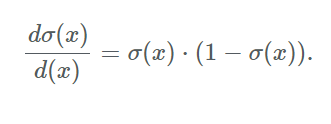 dσ(x)/d(x) = σ(x) · (1 − σ(x)).